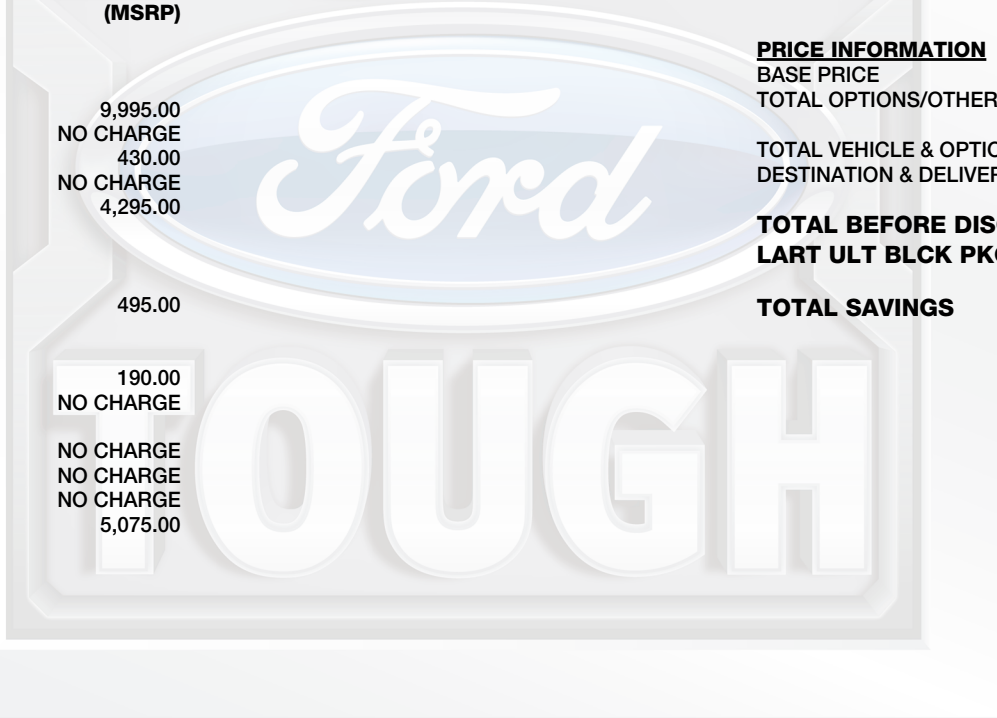 (MSRP)
9,995.00
NO CHARGE
430.00
NO CHARGE
4,295.00
495.00
190.00
NO CHARGE
NO CHARGE
NO CHARGE
NO CHARGE
5,075.00
PRICE INFORMATION
BASE PRICE
TOTAL OPTIONS/OTHER
TOTAL VEHICLE & OPTIO
DESTINATION & DELIVER
TOTAL BEFORE DIS
LART ULT BLCK PK
TOTAL SAVINGS
Ford
TOUGH